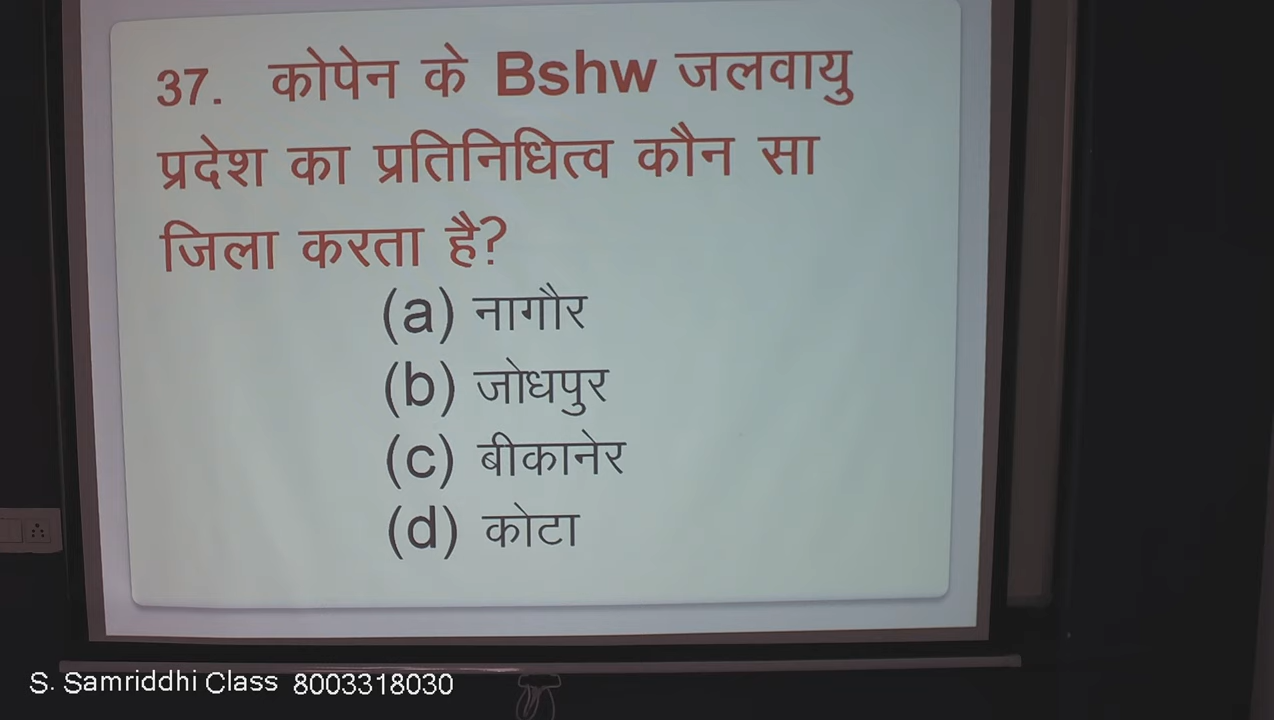 37. कोपेन के Bshw जलवायु
प्रदेश का प्रतिनिधित्व कौन सा
जिला करता है?
(a) नागौर
(b) जोधपुर
(c) बीकानेर
(d) कोटा
S. Samriddhi Class 8003318030